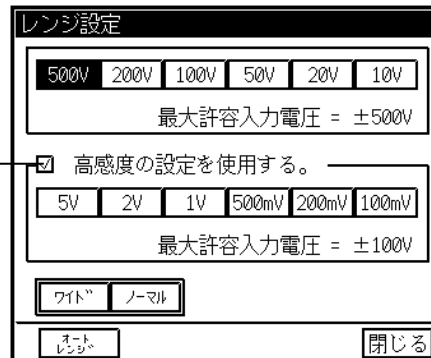 レンジ設定
500V 200V 100V 50V 20V 10V
最大許容入力電圧 = ±500V
高感度の設定を使用する。
5V 2V 1V 500mV 200mV 100mV
最大許容入力電圧 = ±100V
ワイド ノーマル
オート
レンジ
閉じる